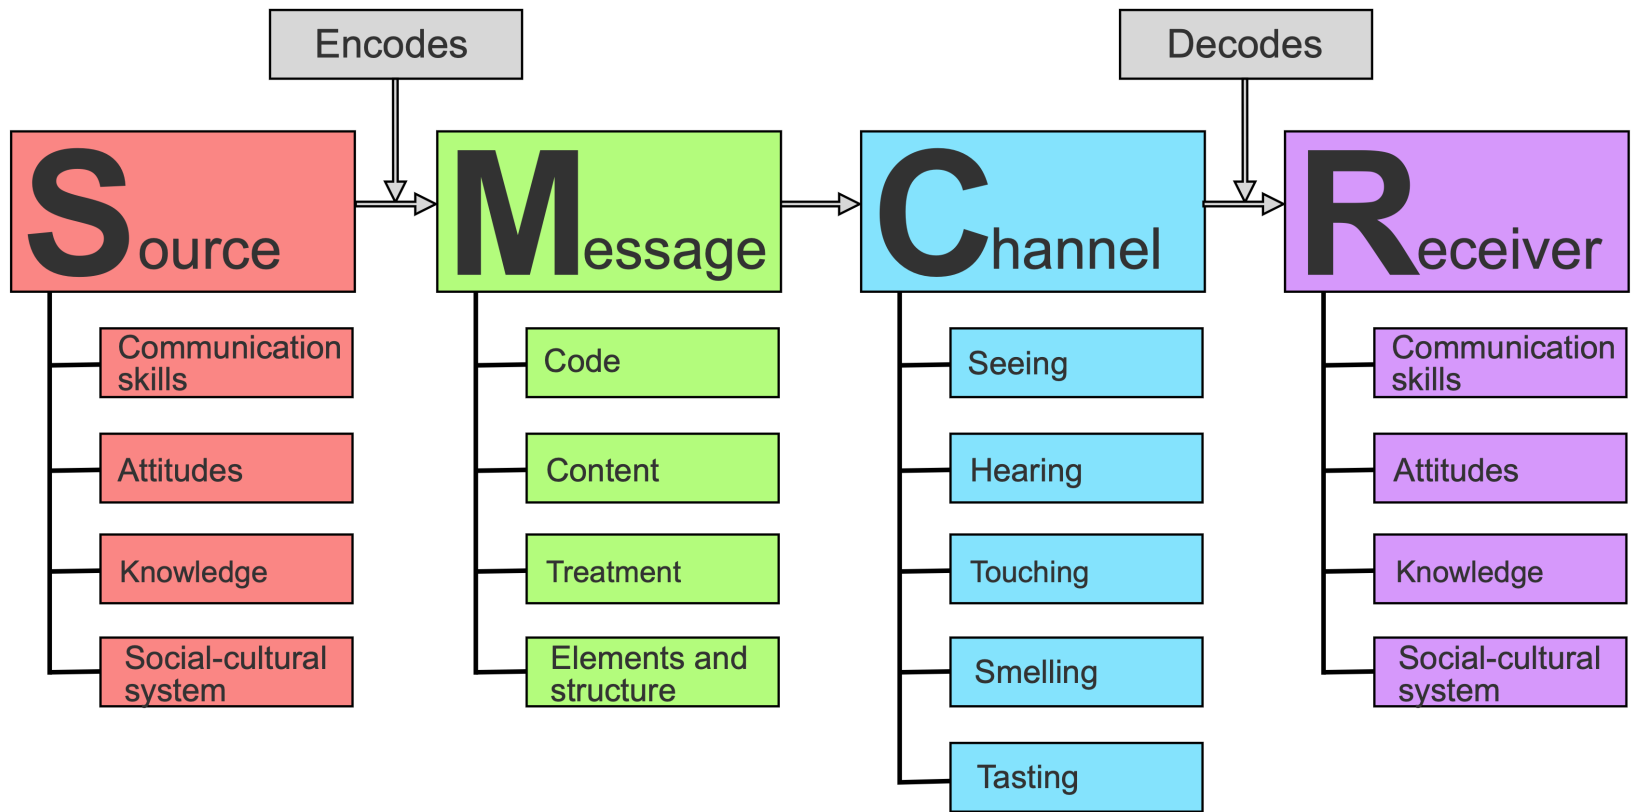 Encodes
Decodes
Source
Message
Channel
Receiver
Communication
skills
Code
Seeing
Communication
skills
Attitudes
Content
Hearing
Attitudes
Knowledge
Treatment
Touching
Knowledge
Social-cultural
system
Elements and
structure
Smelling
Social-cultural
system
Tasting